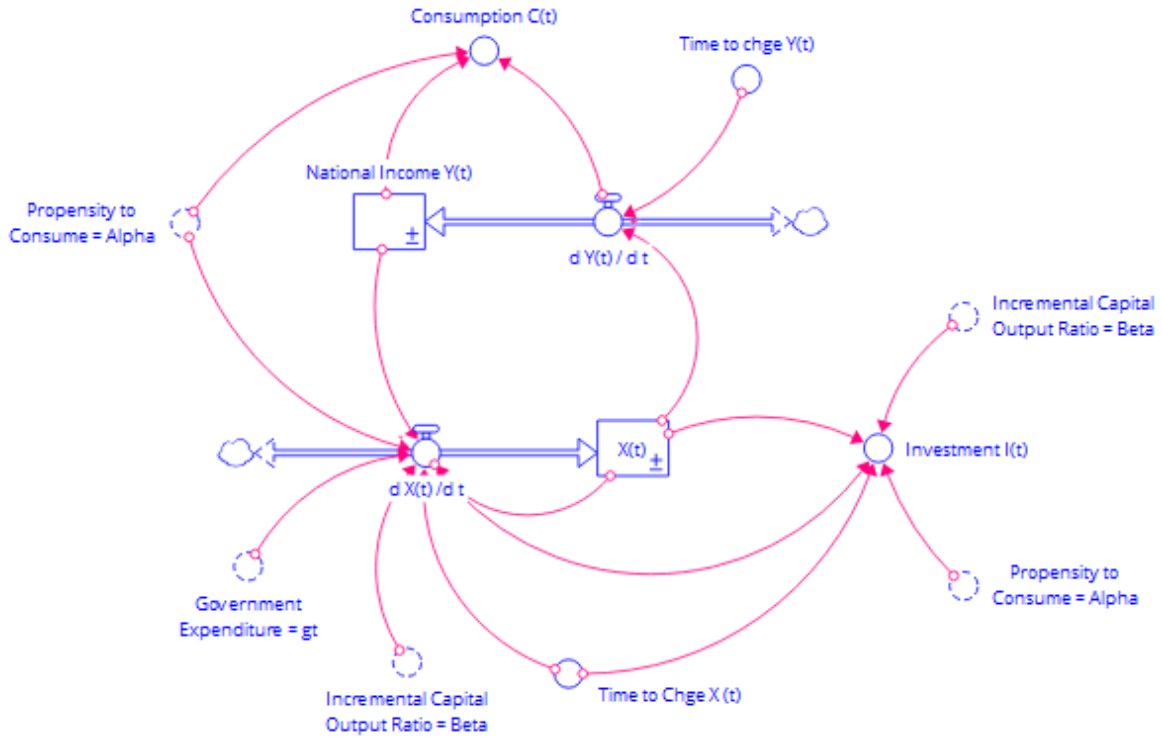 Consumption C(t)
Time to chge Y(t)
National Income Y(t)
Propensity to
Consume = Alpha
±
d Y(t) / d t
Incremental Capital
Output Ratio = Beta
X(t)
±
Investment I(t)
d X(t) /d t
Propensity to
Consume = Alpha
Government
Expenditure = gt
Incremental Capital
Output Ratio = Beta
Time to Chge X (t)